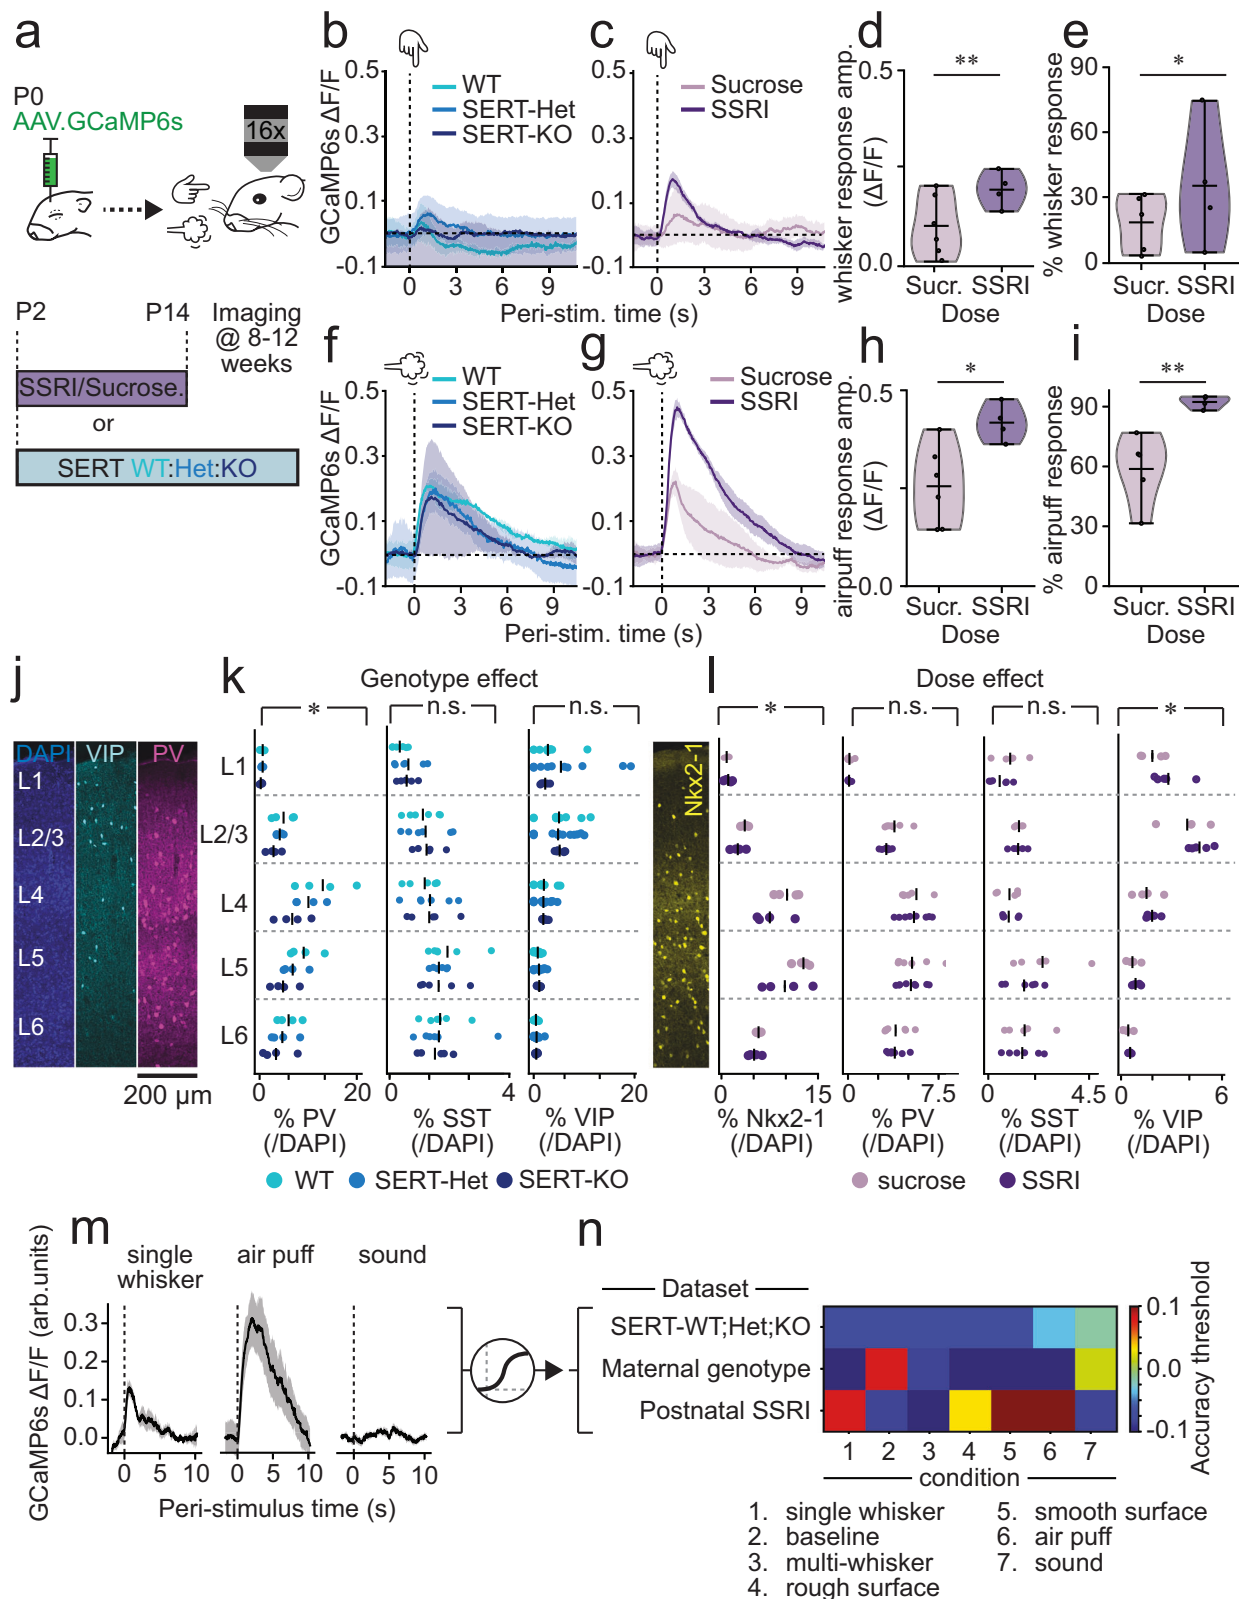 a
P0
AAV.GCaMP6s
16x
P2
P14
Imaging
@ 8-12
weeks
SSRI/Sucrose.
or
SERT WT:Het:KO
b
GCaMP6s ΔF/F
0.5
0.3
0.1
-0.1
WT
SERT-Het
SERT-KO
0 3 6 9
c
0.5
0.3
0.1
-0.1
Sucrose
SSRI
0 3 6 9
Peri-stim. time (s)
d
whisker response amp.
(ΔF/F)
0.5
0.0
**
Sucr. SSRI
Dose
e
% whisker response
90
60
30
0
*
Sucr. SSRI
Dose
f
GCaMP6s ΔF/F
0.5
0.3
0.1
-0.1
WT
SERT-Het
SERT-KO
0 3 6 9
g
0.5
0.3
0.1
-0.1
Sucrose
SSRI
0 3 6 9
Peri-stim. time (s)
h
airpuff response amp.
(ΔF/F)
0.5
0.0
*
Sucr. SSRI
Dose
i
% airpuff response
90
60
30
0
**
Sucr. SSRI
Dose
j
DAPI VIP PV
L1
L2/3
L4
L5
L6
200 µm
k
Genotype effect
* n.s. n.s.
L1
L2/3
L4
L5
L6
0 20
0 4
0 20
% PV
(/DAPI)
% SST
(/DAPI)
% VIP
(/DAPI)
WT SERT-Het SERT-KO
Nkx2-1
l
Dose effect
* n.s. n.s. *
0 15
0 7.5
0 4.5
0 6
% Nkx2-1
(/DAPI)
% PV
(/DAPI)
% SST
(/DAPI)
% VIP
(/DAPI)
sucrose SSRI
m
GCaMP6s ΔF/F (arb.units)
single
whisker
air puff
sound
0.3
0.2
0.1
0.0
0 5 10
0 5 10
0 5 10
Peri-stimulus time (s)
n
Dataset
SERT-WT;Het;KO
Maternal genotype
Postnatal SSRI
1 2 3 4 5 6 7
condition
0.1
0.0
-0.1
Accuracy threshold
1. single whisker
2. baseline
3. multi-whisker
4. rough surface
5. smooth surface
6. air puff
7. sound